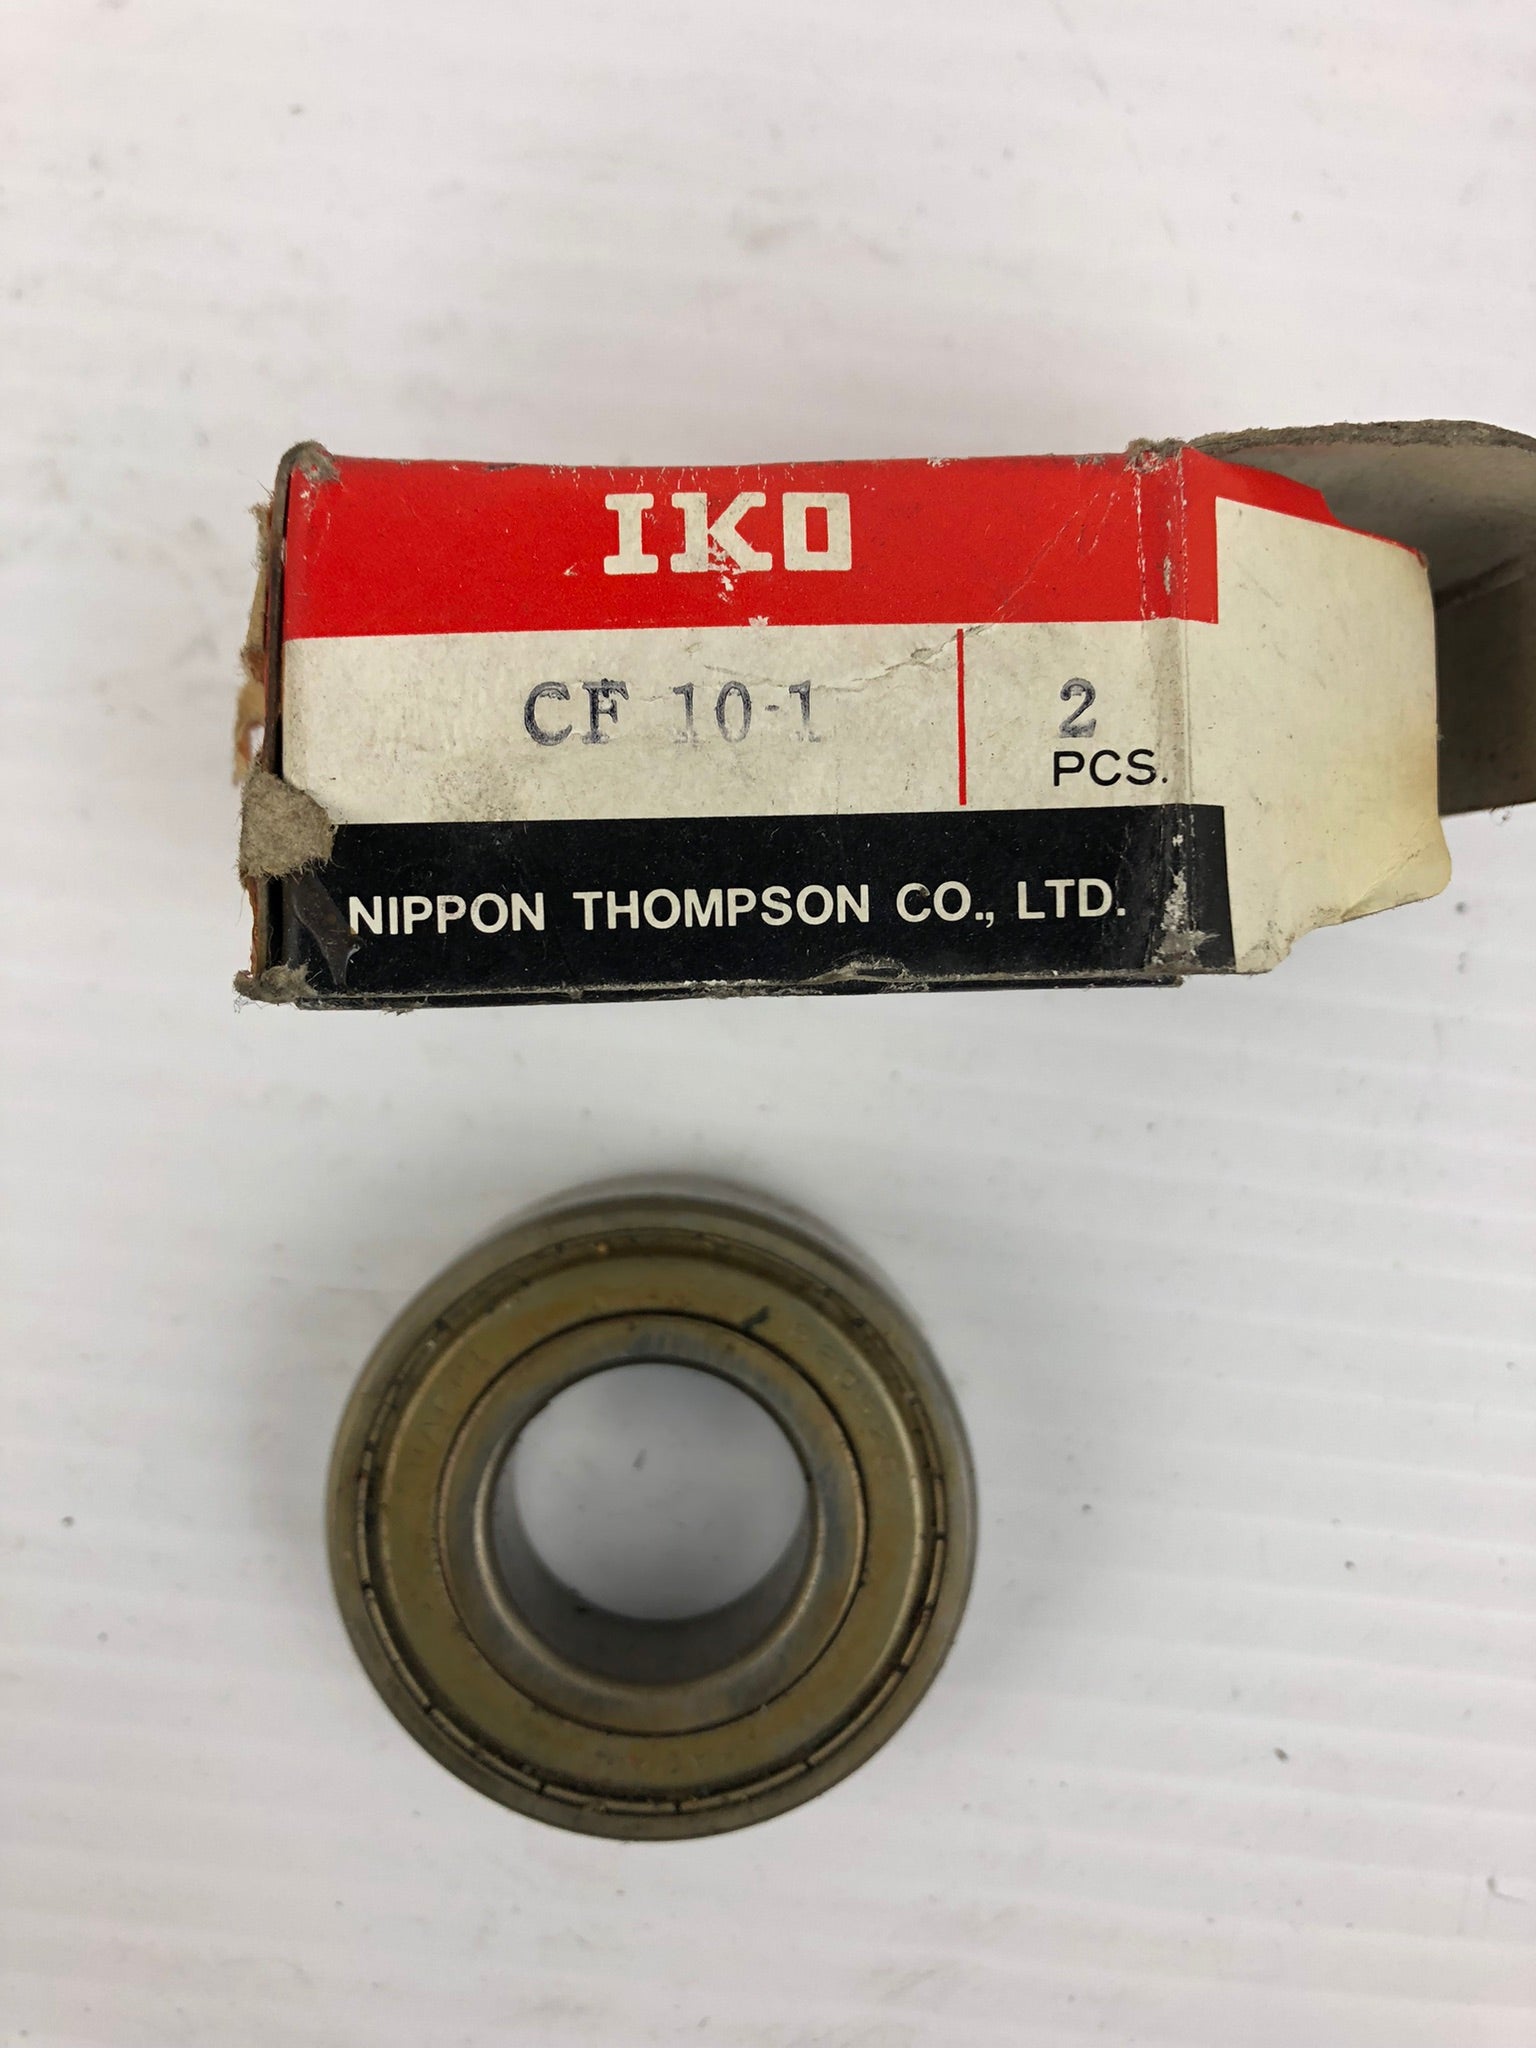 IKO
CF 10-1
2
PCS.
NIPPON THOMPSON CO., LTD.